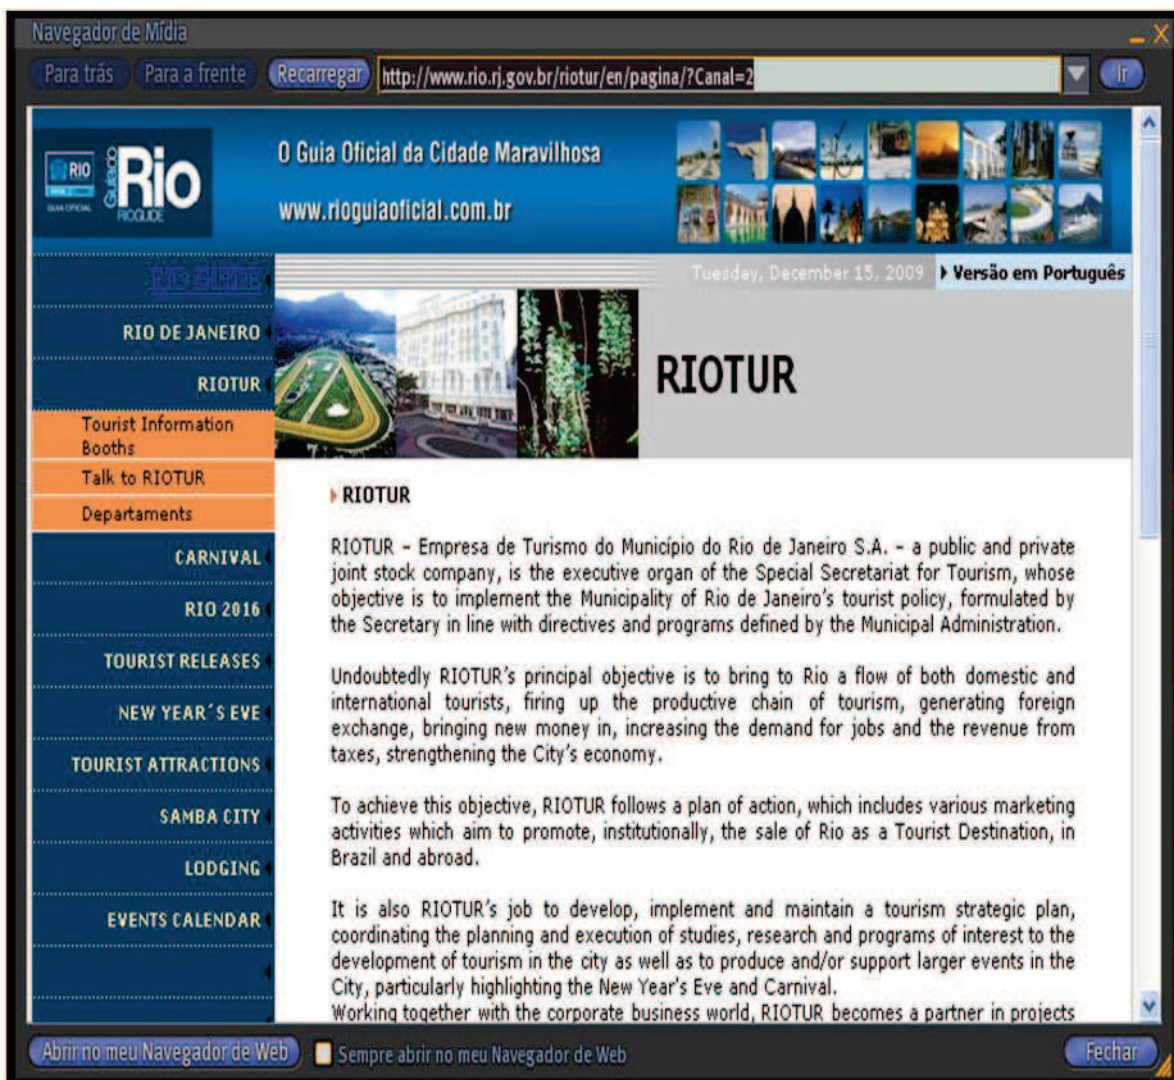 Navegador de Mídia
Para trás Para a frente Recarregar http://www.rio.rj.gov.br/riotur/en/pagina/?Canal=2 Ir
RIO
GUIA OFICIAL
Guia do
Rio
RIOGUIDE
O Guia Oficial da Cidade Maravilhosa
www.rioguiaoficial.com.br
Tuesday, December 15, 2009 Versão em Português
RIO GUIDE
RIO DE JANEIRO
RIOTUR
Tourist Information
Booths
Talk to RIOTUR
Departaments
CARNIVAL
RIO 2016
TOURIST RELEASES
NEW YEAR´S EVE
TOURIST ATTRACTIONS
SAMBA CITY
LODGING
EVENTS CALENDAR
RIOTUR
RIOTUR
RIOTUR – Empresa de Turismo do Município do Rio de Janeiro S.A. – a public and private
joint stock company, is the executive organ of the Special Secretariat for Tourism, whose
objective is to implement the Municipality of Rio de Janeiro's tourist policy, formulated by
the Secretary in line with directives and programs defined by the Municipal Administration.
Undoubtedly RIOTUR's principal objective is to bring to Rio a flow of both domestic and
international tourists, firing up the productive chain of tourism, generating foreign
exchange, bringing new money in, increasing the demand for jobs and the revenue from
taxes, strengthening the City's economy.
To achieve this objective, RIOTUR follows a plan of action, which includes various marketing
activities which aim to promote, institutionally, the sale of Rio as a Tourist Destination, in
Brazil and abroad.
It is also RIOTUR's job to develop, implement and maintain a tourism strategic plan,
coordinating the planning and execution of studies, research and programs of interest to the
development of tourism in the city as well as to produce and/or support larger events in the
City, particularly highlighting the New Year's Eve and Carnival.
Working together with the corporate business world, RIOTUR becomes a partner in projects
Abrir no meu Navegador de Web Sempre abrir no meu Navegador de Web Fechar